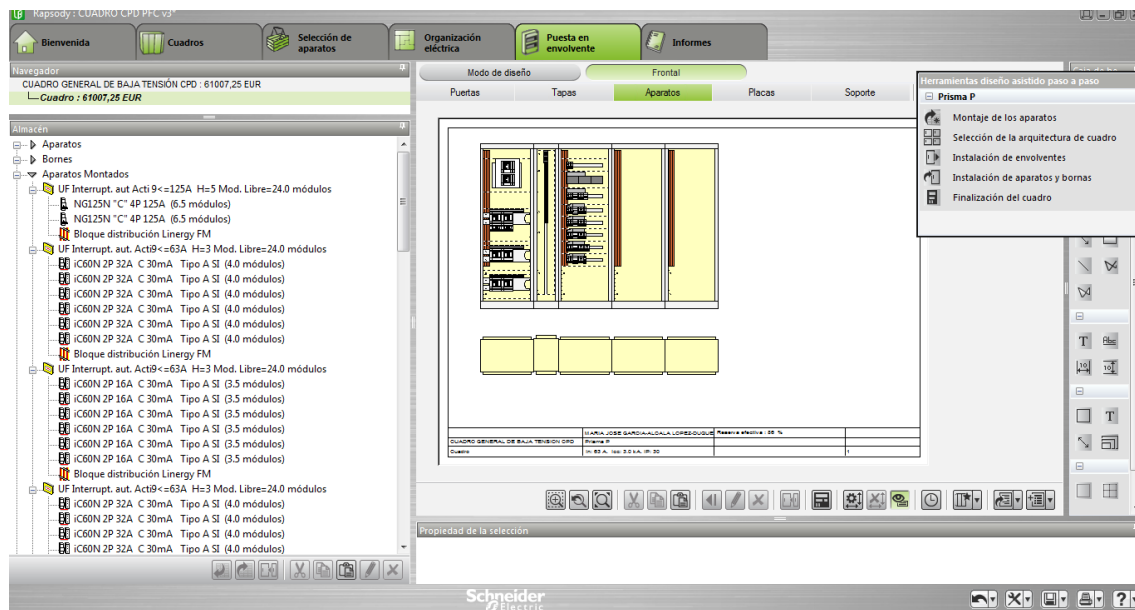 Rapsody : CUADRO CPD PFC v3*
Bienvenida
Cuadros
Selección de aparatos
Organización eléctrica
Puesta en envolvente
Informes
Navegador
CUADRO GENERAL DE BAJA TENSIÓN CPD : 61007,25 EUR
Cuadro : 61007,25 EUR
Almacén
Aparatos
Bornes
Aparatos Montados
UF Interrupt. aut Acti 9<=125A H=5 Mod. Libre=24.0 módulos
NG125N "C" 4P 125A (6.5 módulos)
NG125N "C" 4P 125A (6.5 módulos)
Bloque distribución Linergy FM
UF Interrupt. aut. Acti9<=63A H=3 Mod. Libre=24.0 módulos
iC60N 2P 32A C 30mA Tipo A SI (4.0 módulos)
iC60N 2P 32A C 30mA Tipo A SI (4.0 módulos)
iC60N 2P 32A C 30mA Tipo A SI (4.0 módulos)
iC60N 2P 32A C 30mA Tipo A SI (4.0 módulos)
iC60N 2P 32A C 30mA Tipo A SI (4.0 módulos)
iC60N 2P 32A C 30mA Tipo A SI (4.0 módulos)
Bloque distribución Linergy FM
UF Interrupt. aut. Acti9<=63A H=3 Mod. Libre=24.0 módulos
iC60N 2P 16A C 30mA Tipo A SI (3.5 módulos)
iC60N 2P 16A C 30mA Tipo A SI (3.5 módulos)
iC60N 2P 16A C 30mA Tipo A SI (3.5 módulos)
iC60N 2P 16A C 30mA Tipo A SI (3.5 módulos)
iC60N 2P 16A C 30mA Tipo A SI (3.5 módulos)
iC60N 2P 16A C 30mA Tipo A SI (3.5 módulos)
Bloque distribución Linergy FM
UF Interrupt. aut. Acti9<=63A H=3 Mod. Libre=24.0 módulos
iC60N 2P 32A C 30mA Tipo A SI (4.0 módulos)
iC60N 2P 32A C 30mA Tipo A SI (4.0 módulos)
iC60N 2P 32A C 30mA Tipo A SI (4.0 módulos)
iC60N 2P 32A C 30mA Tipo A SI (4.0 módulos)
Modo de diseño
Frontal
Puertas
Tapas
Aparatos
Placas
Soporte
Herramientas diseño asistido paso a paso
Prisma P
Montaje de los aparatos
Selección de la arquitectura de cuadro
Instalación de envolventes
Instalación de aparatos y bornas
Finalización del cuadro
MARIA JOSE GARCIA-ALCALA LOPEZ-DUQUE
Reserva efectiva :
CUADRO GENERAL DE BAJA TENSION CPD
Prisma P
Cuadro
1
Propiedad de la selección
Schneider
Electric